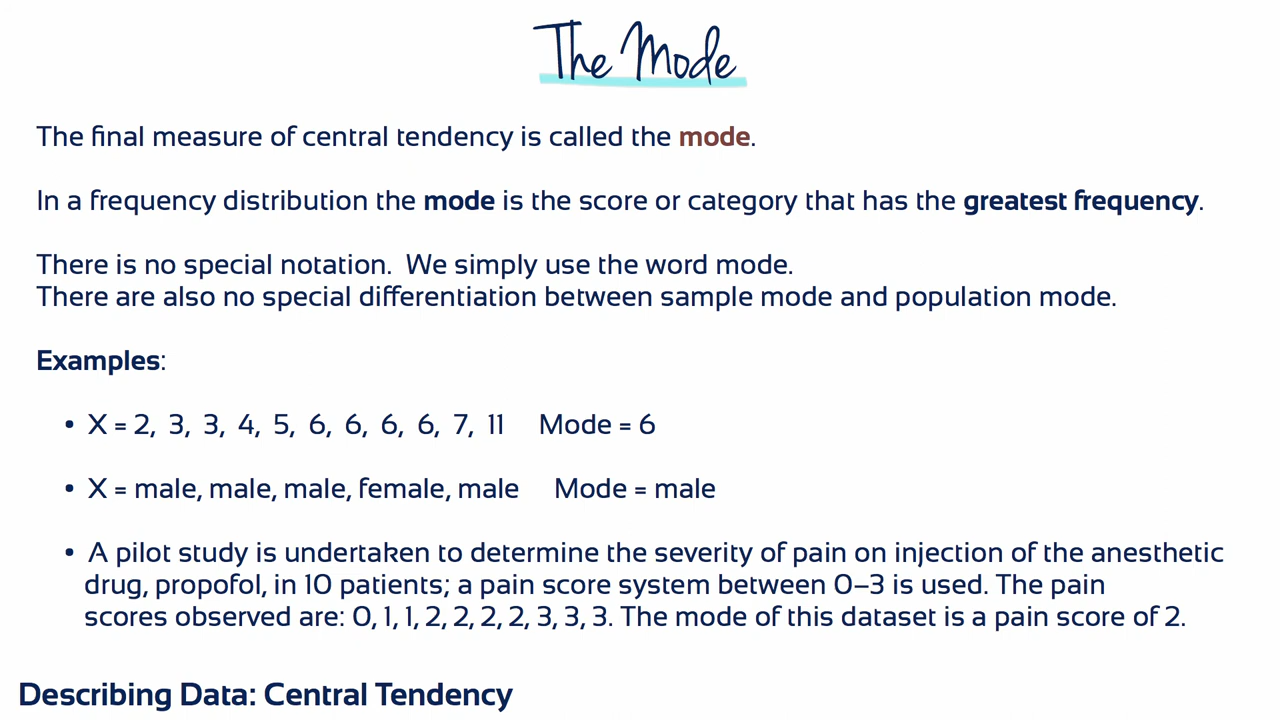 The Mode
The final measure of central tendency is called the mode.
In a frequency distribution the mode is the score or category that has the greatest frequency.
There is no special notation.  We simply use the word mode.
There are also no special differentiation between sample mode and population mode.
Examples:
• X = 2, 3, 3, 4, 5, 6, 6, 6, 6, 7, 11    Mode = 6
• X = male, male, male, female, male    Mode = male
• A pilot study is undertaken to determine the severity of pain on injection of the anesthetic
drug, propofol, in 10 patients; a pain score system between 0–3 is used. The pain
scores observed are: 0, 1, 1, 2, 2, 2, 2, 3, 3, 3. The mode of this dataset is a pain score of 2.
Describing Data: Central Tendency